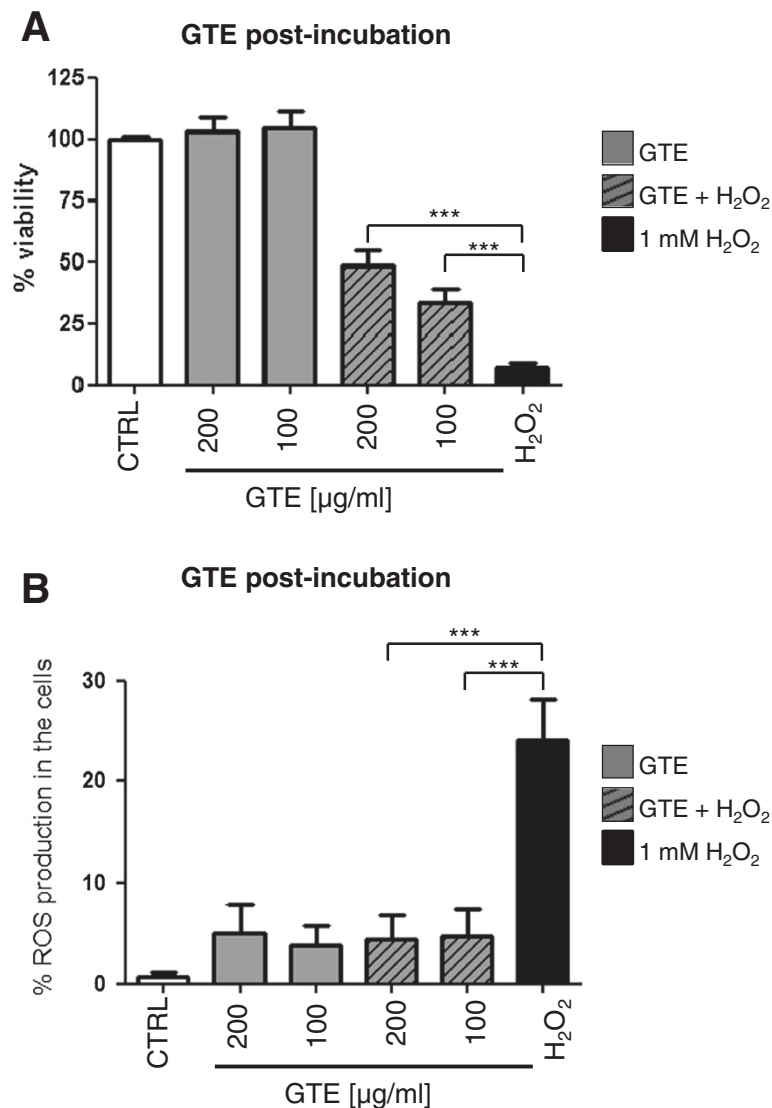 A
GTE post-incubation
% viability
125
100
75
50
25
0
***
***
CTRL
200
100
200
100
H₂O₂
GTE [µg/ml]
GTE
GTE + H₂O₂
1 mM H₂O₂
B
GTE post-incubation
% ROS production in the cells
30
20
10
0
***
***
CTRL
200
100
200
100
H₂O₂
GTE [µg/ml]
GTE
GTE + H₂O₂
1 mM H₂O₂